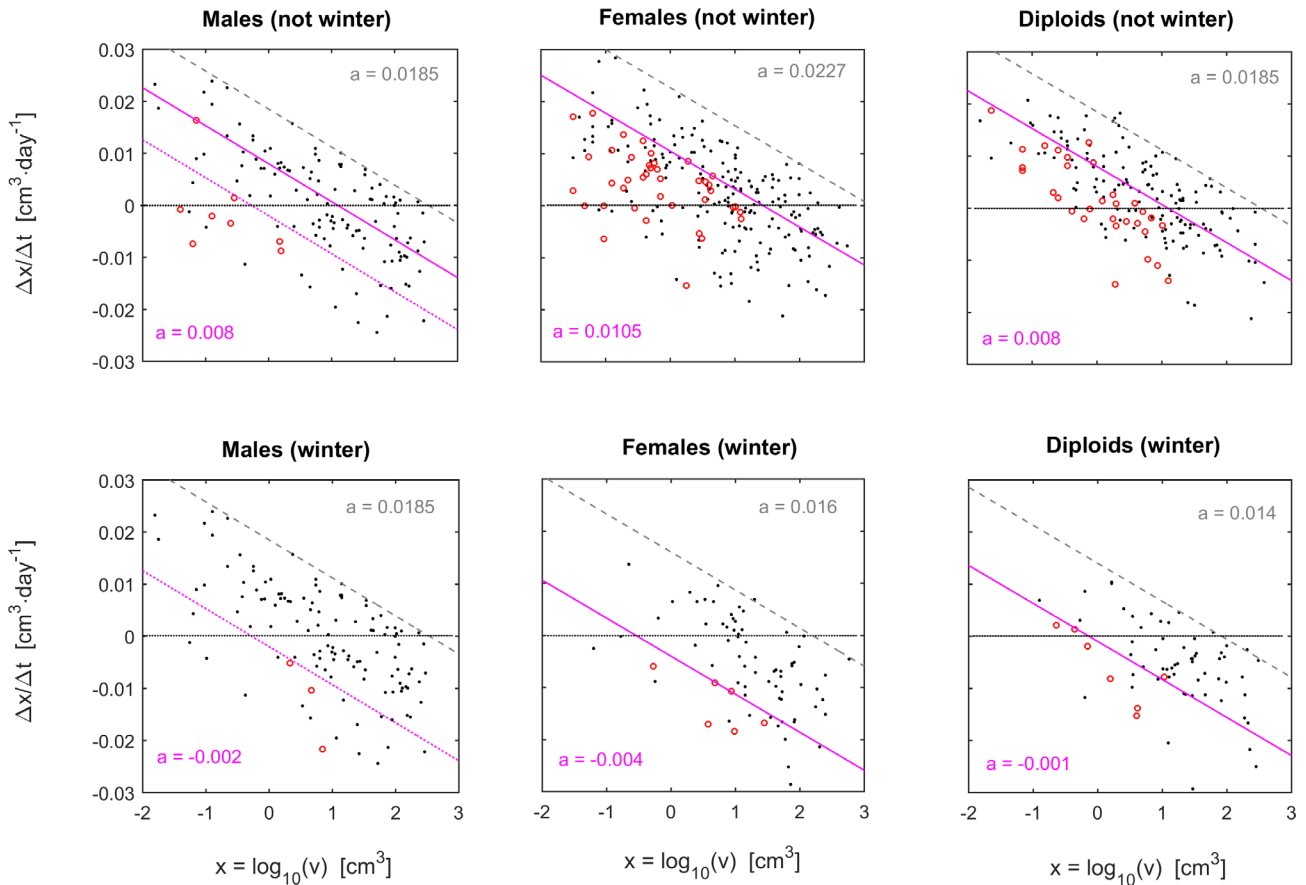 Males (not winter)
Females (not winter)
Diploids (not winter)
Δx/Δt [cm³·day⁻¹]
0.03
0.02
0.01
0
-0.01
-0.02
-0.03
a = 0.0185
a = 0.008
a = 0.0227
a = 0.0105
a = 0.0185
a = 0.008
Males (winter)
Females (winter)
Diploids (winter)
Δx/Δt [cm³·day⁻¹]
0.03
0.02
0.01
0
-0.01
-0.02
-0.03
a = 0.0185
a = -0.002
a = 0.016
a = -0.004
a = 0.014
a = -0.001
-2 -1 0 1 2 3
-2 -1 0 1 2 3
-2 -1 0 1 2 3
x = log₁₀(v) [cm³]
x = log₁₀(v) [cm³]
x = log₁₀(v) [cm³]